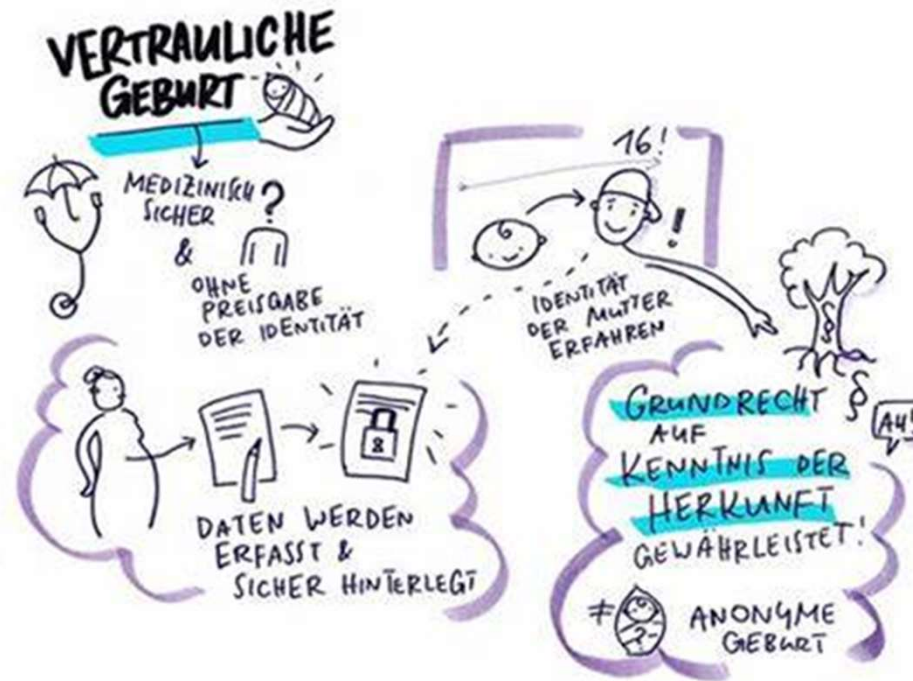 VERTRAULICHE
GEBURT
MEDIZINISCH
SICHER
?
&
OHNE
PREISGABE
DER IDENTITÄT
16!
!
IDENTITÄT
DER MUTTER
ERFAHREN
DATEN WERDEN
ERFASST &
SICHER HINTERLEGT
§
§
GRUNDRECHT
AUF
KENNTNIS DER
HERKUNFT
GEWÄHRLEISTET!
≠ ? ANONYME
GEBURT